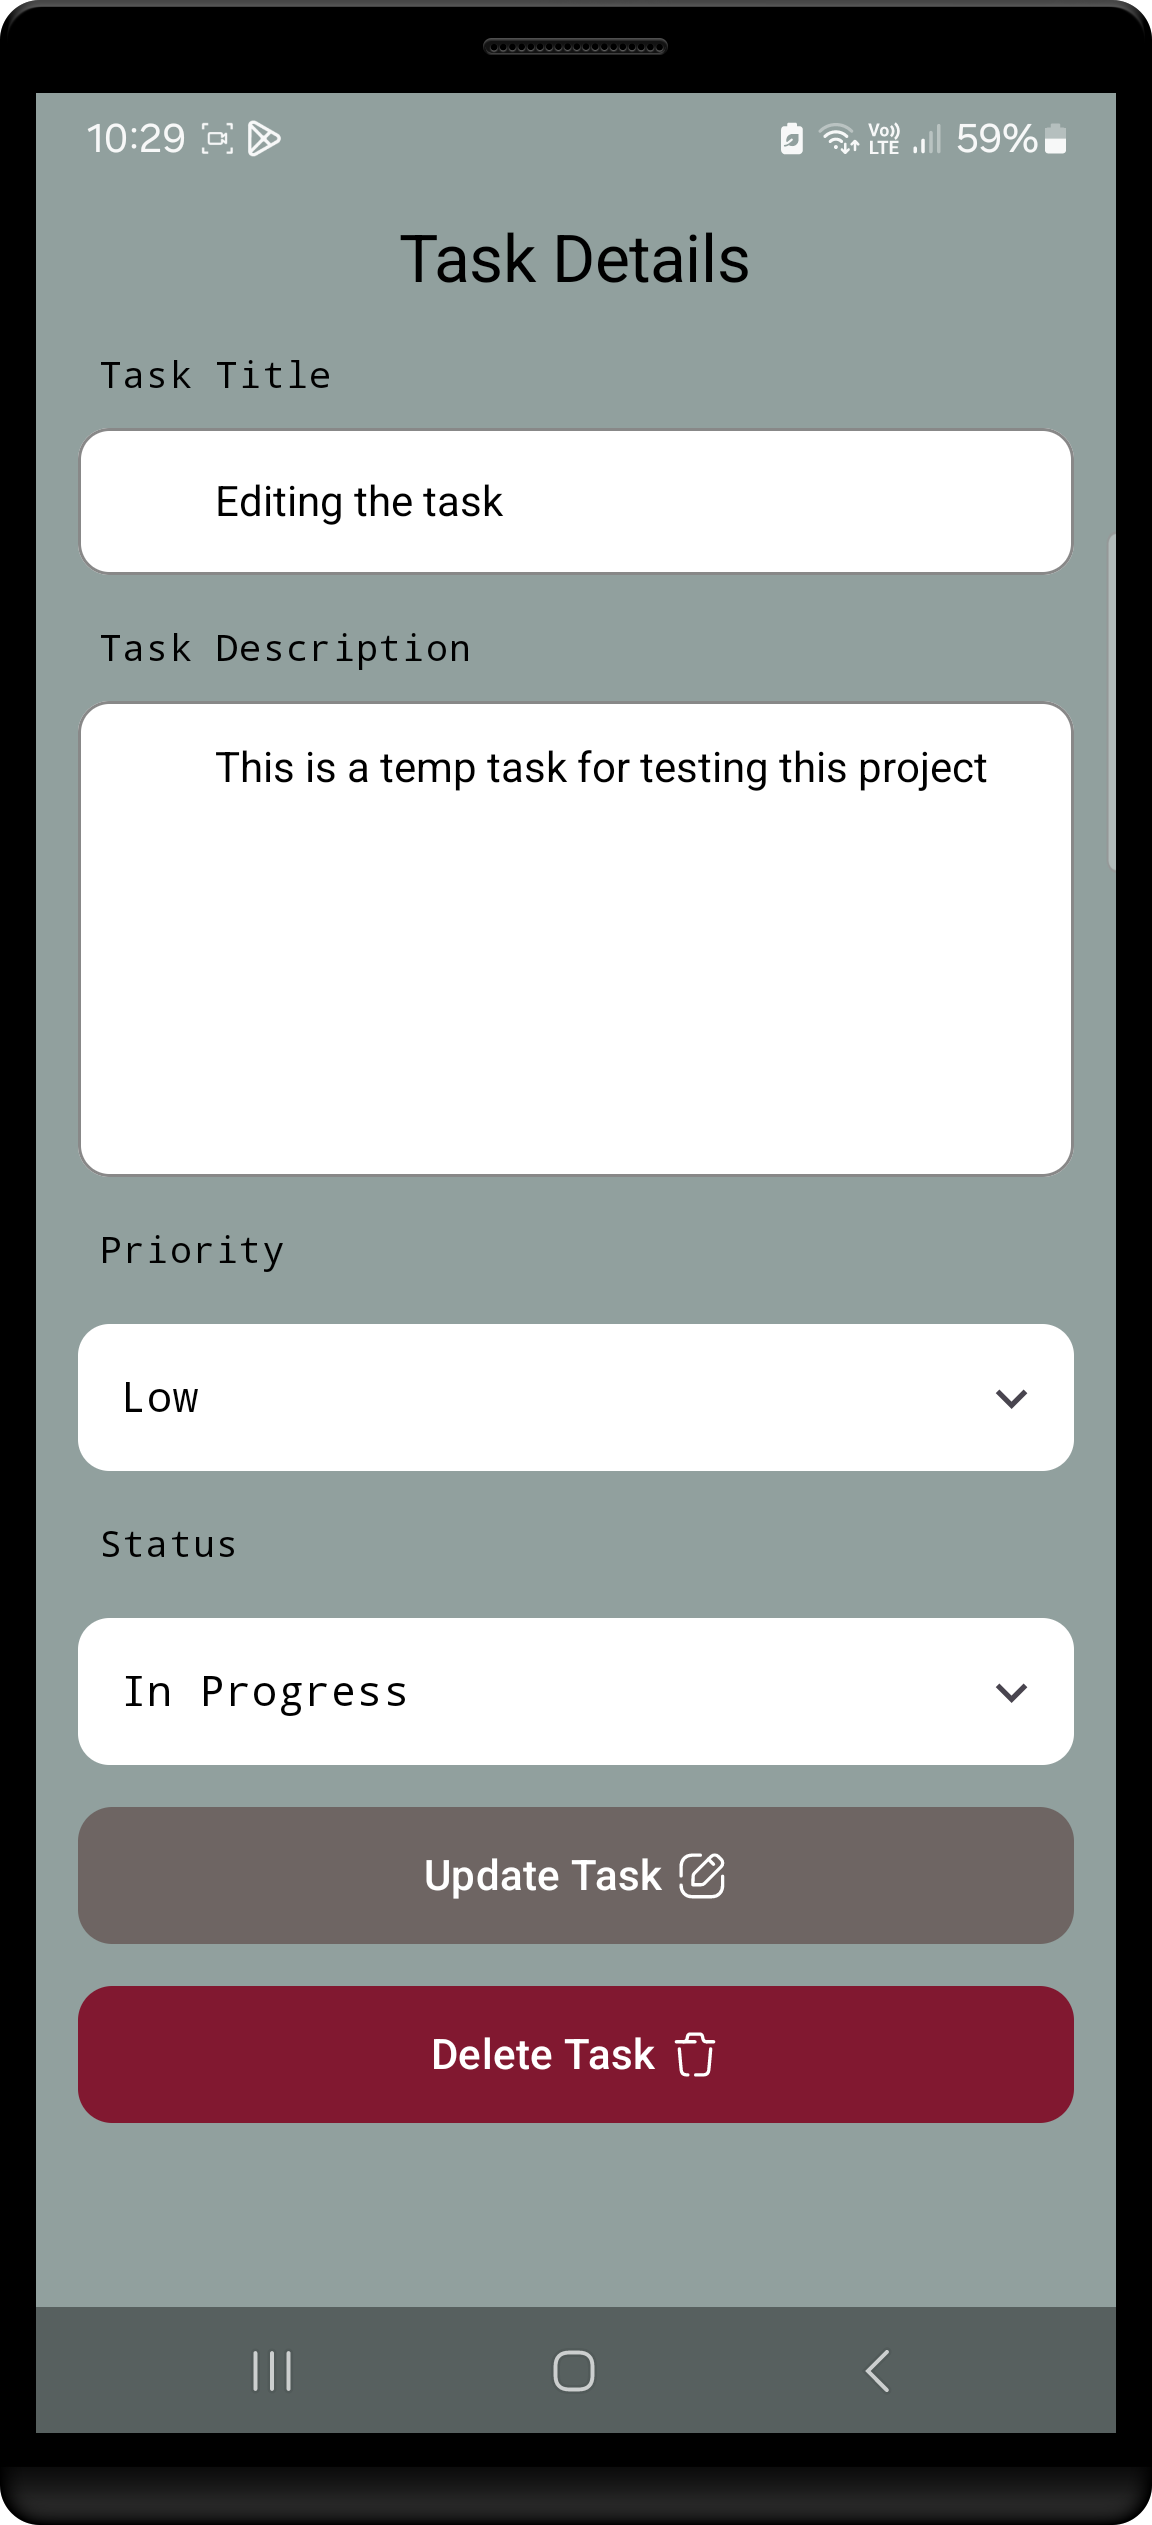 10:29
Vo)) LTE 59%
Task Details
Task Title
Editing the task
Task Description
This is a temp task for testing this project
Priority
Low
Status
In Progress
Update Task
Delete Task